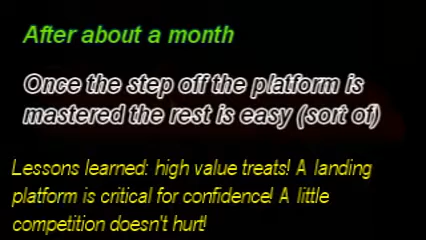 After about a month
Once the step off the platform is
mastered the rest is easy (sort of)
Lessons learned: high value treats! A landing
platform is critical for confidence! A little
competition doesn't hurt!